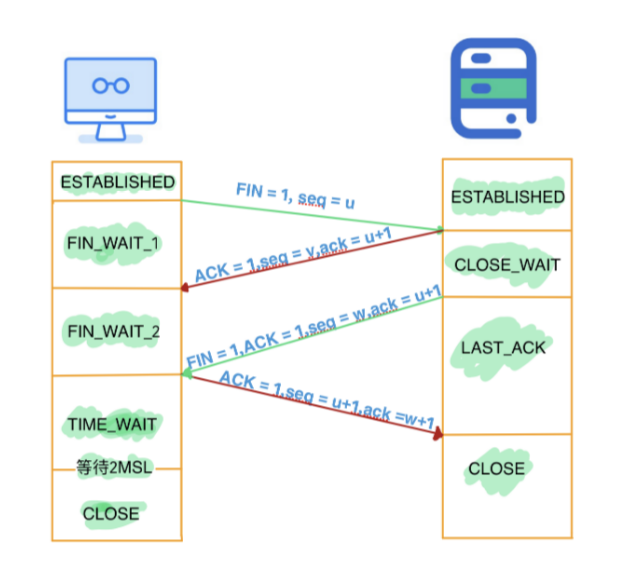 ESTABLISHED
FIN_WAIT_1
FIN_WAIT_2
TIME_WAIT
等待2MSL
CLOSE
FIN = 1, seq = u
ACK = 1,seq = v,ack = u+1
FIN = 1,ACK = 1,seq = w,ack = u+1
ACK = 1,seq = u+1,ack =w+1
ESTABLISHED
CLOSE_WAIT
LAST_ACK
CLOSE